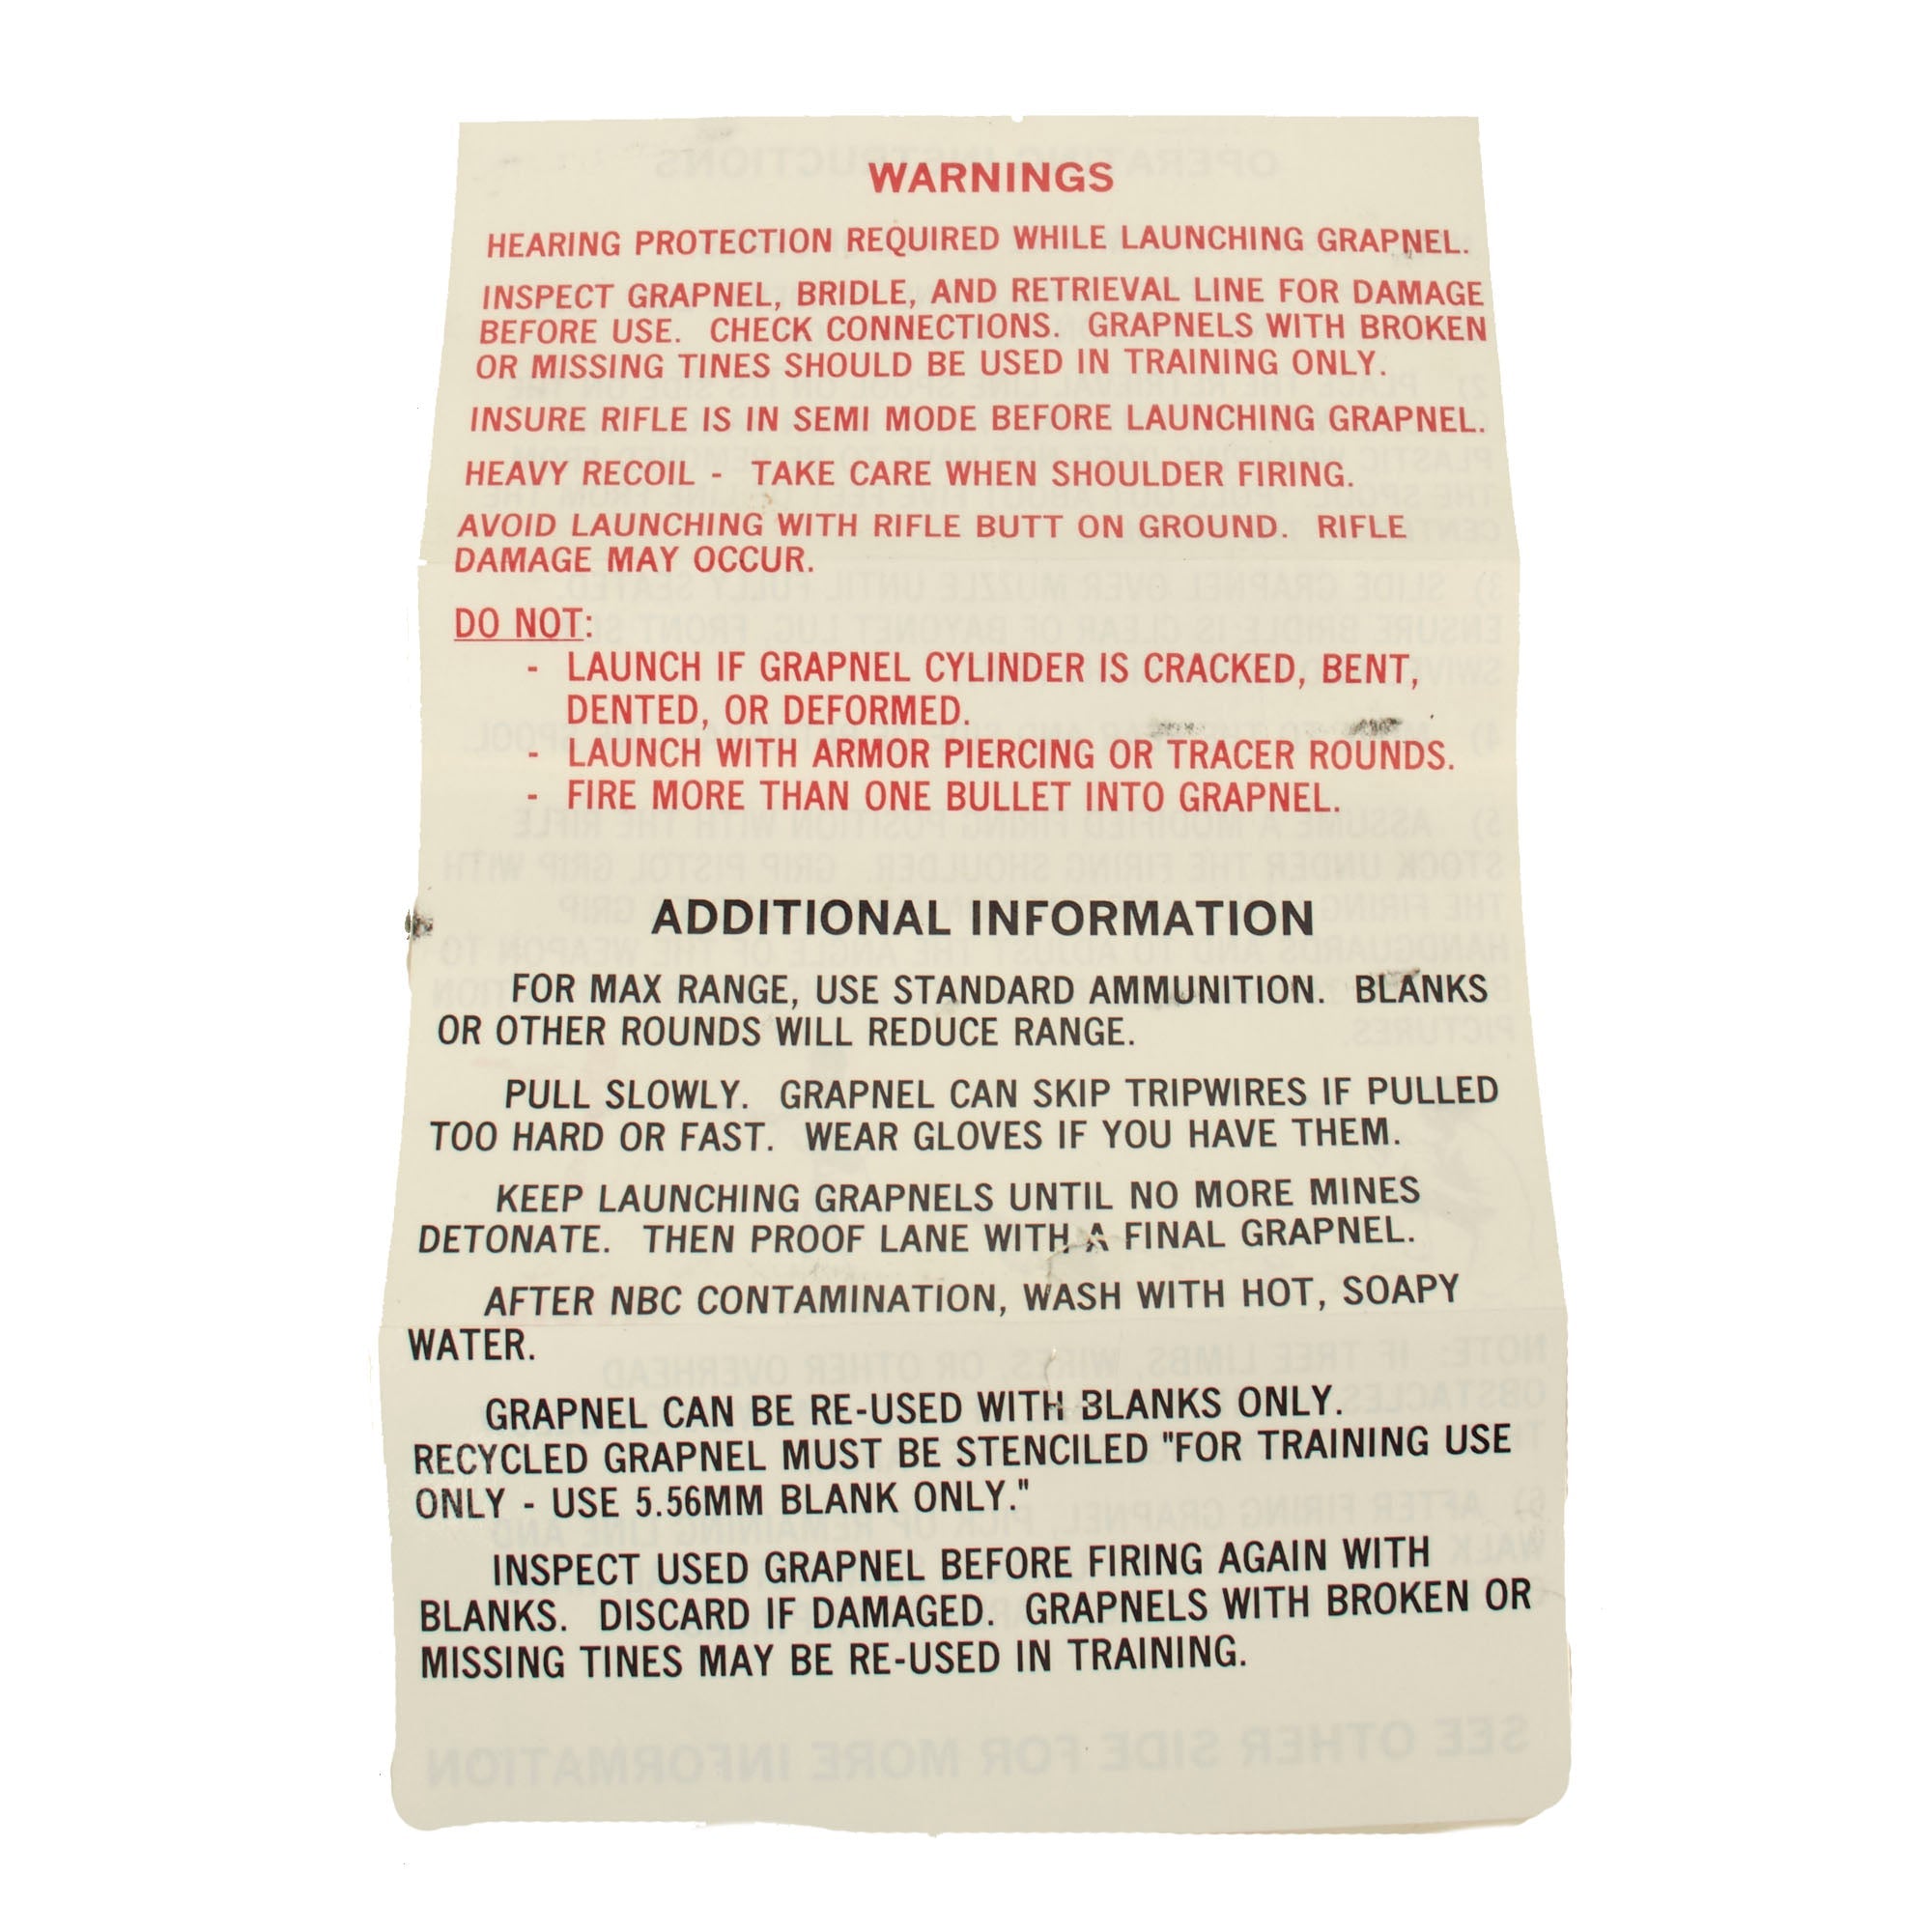 WARNINGS
HEARING PROTECTION REQUIRED WHILE LAUNCHING GRAPNEL.
INSPECT GRAPNEL, BRIDLE, AND RETRIEVAL LINE FOR DAMAGE
BEFORE USE. CHECK CONNECTIONS. GRAPNELS WITH BROKEN
OR MISSING TINES SHOULD BE USED IN TRAINING ONLY.
INSURE RIFLE IS IN SEMI MODE BEFORE LAUNCHING GRAPNEL.
HEAVY RECOIL - TAKE CARE WHEN SHOULDER FIRING.
AVOID LAUNCHING WITH RIFLE BUTT ON GROUND. RIFLE
DAMAGE MAY OCCUR.
DO NOT:
- LAUNCH IF GRAPNEL CYLINDER IS CRACKED, BENT,
DENTED, OR DEFORMED.
- LAUNCH WITH ARMOR PIERCING OR TRACER ROUNDS.
- FIRE MORE THAN ONE BULLET INTO GRAPNEL.
ADDITIONAL INFORMATION
FOR MAX RANGE, USE STANDARD AMMUNITION. BLANKS
OR OTHER ROUNDS WILL REDUCE RANGE.
PULL SLOWLY. GRAPNEL CAN SKIP TRIPWIRES IF PULLED
TOO HARD OR FAST. WEAR GLOVES IF YOU HAVE THEM.
KEEP LAUNCHING GRAPNELS UNTIL NO MORE MINES
DETONATE. THEN PROOF LANE WITH A FINAL GRAPNEL.
AFTER NBC CONTAMINATION, WASH WITH HOT, SOAPY
WATER.
GRAPNEL CAN BE RE-USED WITH BLANKS ONLY.
RECYCLED GRAPNEL MUST BE STENCILED "FOR TRAINING USE
ONLY - USE 5.56MM BLANK ONLY."
INSPECT USED GRAPNEL BEFORE FIRING AGAIN WITH
BLANKS. DISCARD IF DAMAGED. GRAPNELS WITH BROKEN OR
MISSING TINES MAY BE RE-USED IN TRAINING.